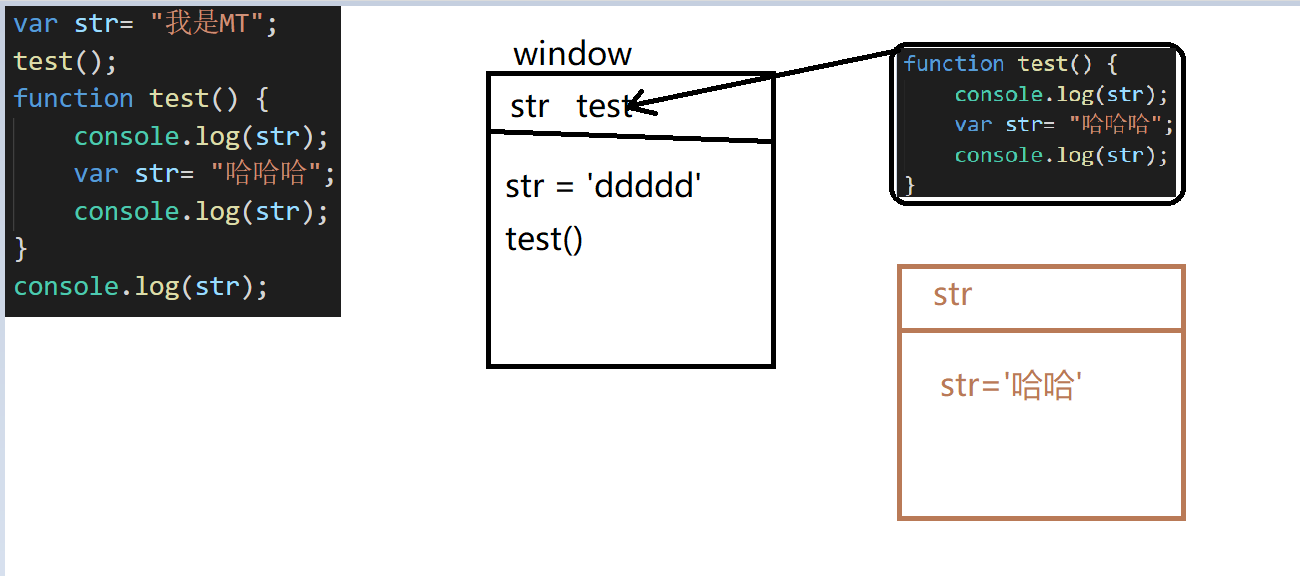 var str= "我是MT";
test();
function test() {
    console.log(str);
    var str= "哈哈哈";
    console.log(str);
}
console.log(str);
window
str test
str = 'ddddd'
test()
function test() {
    console.log(str);
    var str= "哈哈哈";
    console.log(str);
}
str
str='哈哈'